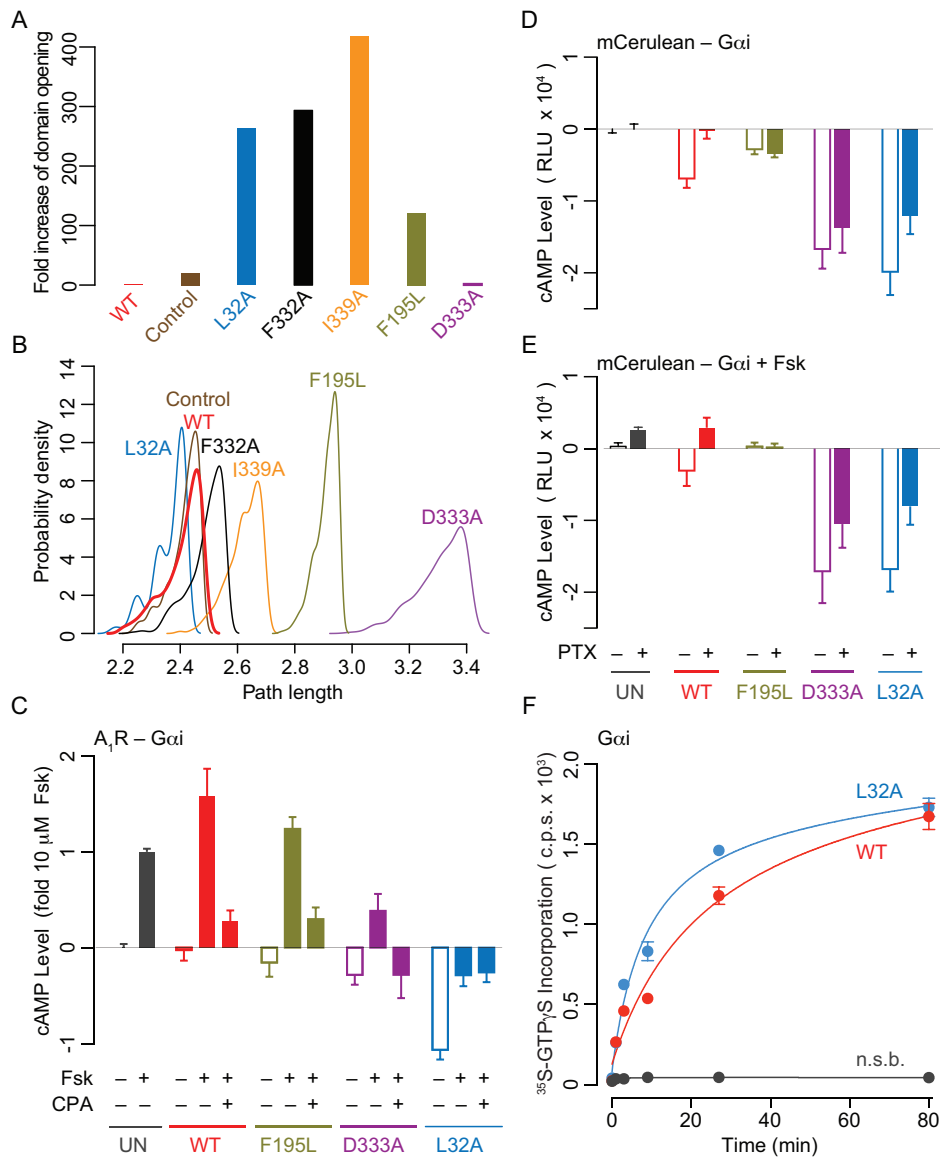 A
Fold increase of domain opening
400
300
200
100
0
WT
Control
L32A
F332A
I339A
F195L
D333A
B
Probability density
14
12
10
8
6
4
2
0
Control
WT
L32A
F332A
I339A
F195L
D333A
2.2 2.4 2.6 2.8 3.0 3.2 3.4
Path length
C
A1R – Gαi
cAMP Level (fold 10 μM Fsk)
2
1
0
-1
Fsk – + – + + – + + – + + – + +
CPA – – – – + – – + – – + – – +
UN WT F195L D333A L32A
D
mCerulean – Gαi
cAMP Level ( RLU x 10⁴)
1
0
-1
-2
E
mCerulean – Gαi + Fsk
cAMP Level ( RLU x 10⁴)
1
0
-1
-2
PTX – + – + – + – + – +
UN WT F195L D333A L32A
F
Gαi
³⁵S-GTPγS Incorporation ( c.p.s. x 10³)
2.0
1.5
1.0
0.5
0
L32A
WT
n.s.b.
0 20 40 60 80
Time (min)